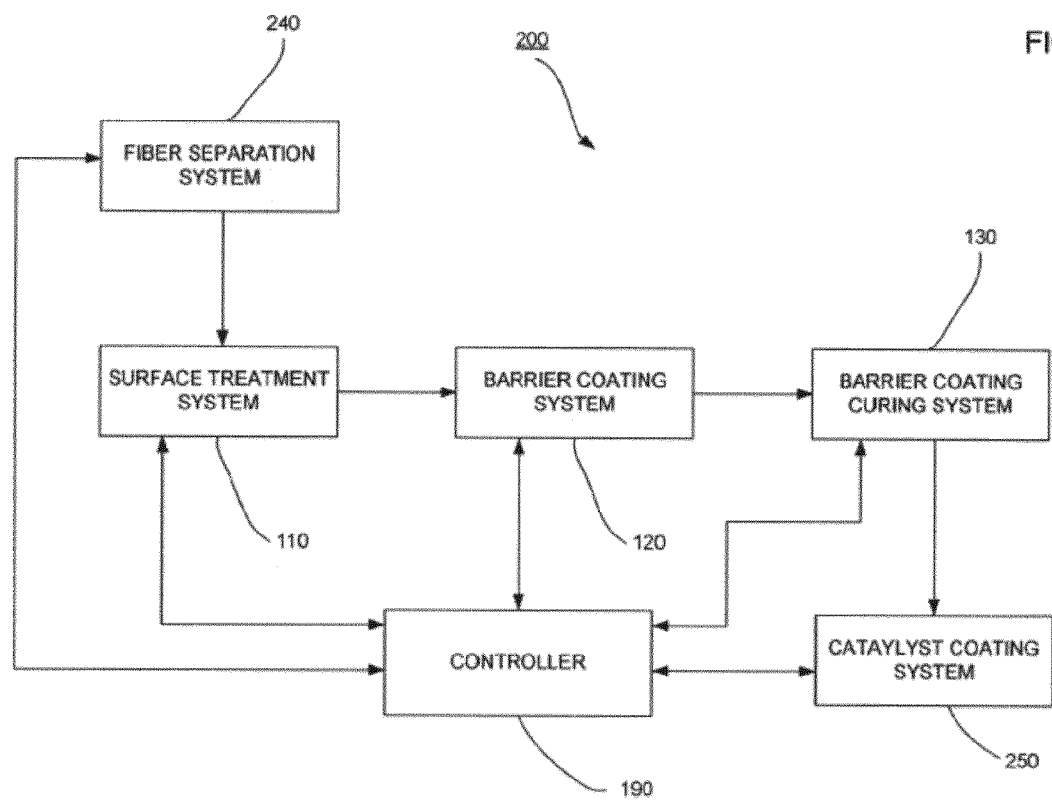 240
200
FI
FIBER SEPARATION
SYSTEM
130
SURFACE TREATMENT
SYSTEM
BARRIER COATING
SYSTEM
BARRIER COATING
CURING SYSTEM
110
120
CONTROLLER
CATAYLYST COATING
SYSTEM
190
250